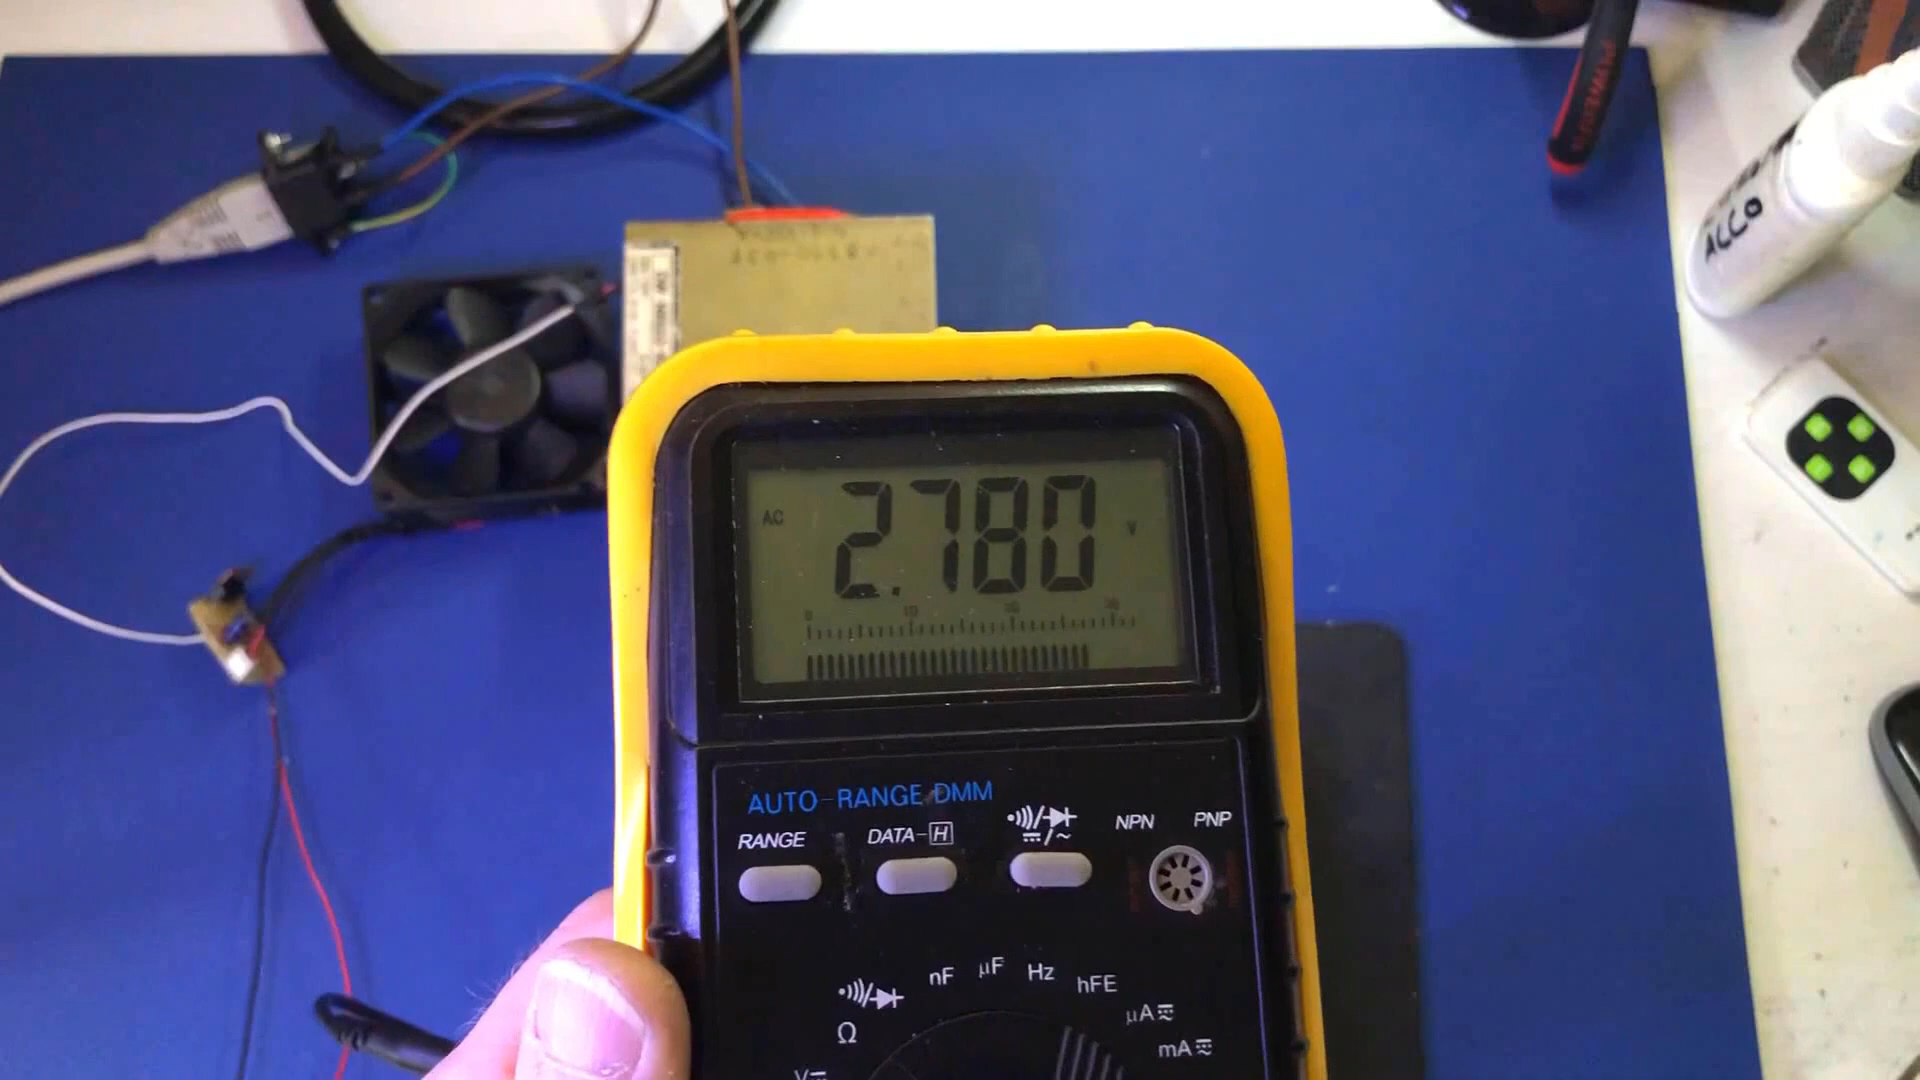 ALCO
AC 2.780 V
0 10 20 30
AUTO-RANGE DMM
RANGE
DATA-H
NPN PNP
nF μF Hz hFE
Ω
μA
mA
V